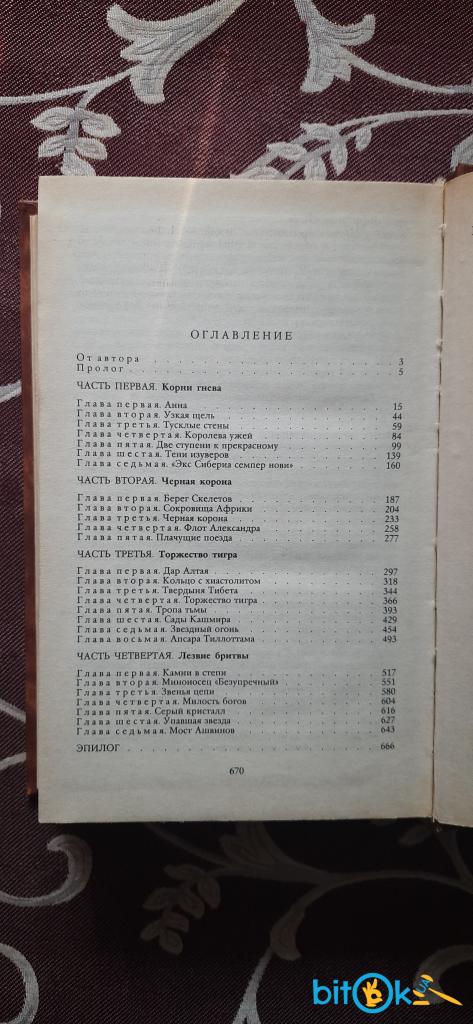 ОГЛАВЛЕНИЕ
От автора . . . . . . . . . . 3
Пролог . . . . . . . . . . 5
ЧАСТЬ ПЕРВАЯ. Корни гнева
Глава первая. Анна . . . . . . . . . . 15
Глава вторая. Узкая щель . . . . . . . . . . 44
Глава третья. Тусклые стены . . . . . . . . . . 59
Глава четвертая. Королева ужей . . . . . . . . . . 84
Глава пятая. Две ступени к прекрасному . . . . . . . . . . 99
Глава шестая. Тени изуверов . . . . . . . . . . 139
Глава седьмая. «Экс Сибериа семпер нови» . . . . . . . . . . 160
ЧАСТЬ ВТОРАЯ. Черная корона
Глава первая. Берег Скелетов . . . . . . . . . . 187
Глава вторая. Сокровища Африки . . . . . . . . . . 204
Глава третья. Черная корона . . . . . . . . . . 233
Глава четвертая. Флот Александра . . . . . . . . . . 258
Глава пятая. Плачущие поезда . . . . . . . . . . 277
ЧАСТЬ ТРЕТЬЯ. Торжество тигра
Глава первая. Дар Алтая . . . . . . . . . . 297
Глава вторая. Кольцо с хиастолитом . . . . . . . . . . 318
Глава третья. Твердыня Тибета . . . . . . . . . . 344
Глава четвертая. Торжество тигра . . . . . . . . . . 366
Глава пятая. Тропа тьмы . . . . . . . . . . 393
Глава шестая. Сады Кашмира . . . . . . . . . . 429
Глава седьмая. Звездный огонь . . . . . . . . . . 454
Глава восьмая. Апсара Тиллоттама . . . . . . . . . . 493
ЧАСТЬ ЧЕТВЕРТАЯ. Лезвие бритвы
Глава первая. Камни в степи . . . . . . . . . . 517
Глава вторая. Миноносец «Безупречный» . . . . . . . . . . 551
Глава третья. Звенья цепи . . . . . . . . . . 580
Глава четвертая. Милость богов . . . . . . . . . . 604
Глава пятая. Серый кристалл . . . . . . . . . . 616
Глава шестая. Упавшая звезда . . . . . . . . . . 627
Глава седьмая. Мост Ашвинов . . . . . . . . . . 643
ЭПИЛОГ . . . . . . . . . . 666
670
bitOk UA